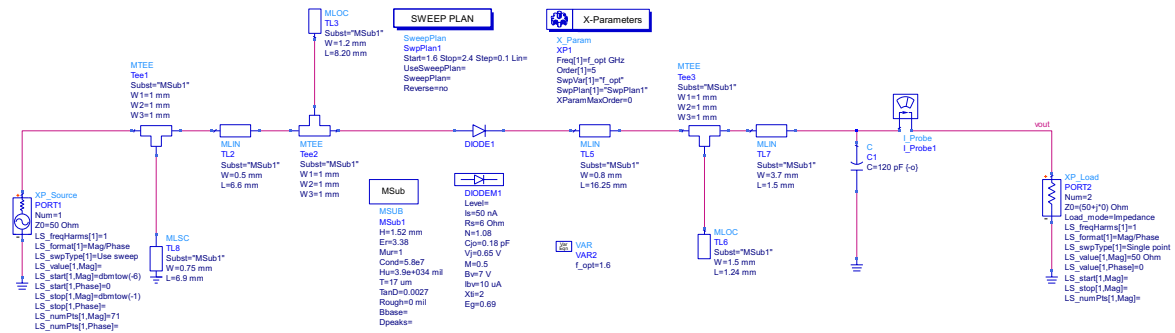 MLOC
TL3
Subst="MSub1"
W=1.2 mm
L=8.20 mm
SWEEP PLAN
SweepPlan
SwpPlan1
Start=1.6 Stop=2.4 Step=0.1 Lin=
UseSweepPlan=
SweepPlan=
Reverse=no
X-Parameters
X_Param
XP1
Freq[1]=f_opt GHz
Order[1]=5
SwpVar[1]="f_opt"
SwpPlan[1]="SwpPlan1"
XParamMaxOrder=0
MTEE
Tee1
Subst="MSub1"
W1=1 mm
W2=1 mm
W3=1 mm
MLIN
TL2
Subst="MSub1"
W=0.5 mm
L=6.6 mm
MTEE
Tee2
Subst="MSub1"
W1=1 mm
W2=1 mm
W3=1 mm
DIODE1
MLIN
TL5
Subst="MSub1"
W=0.8 mm
L=16.25 mm
MTEE
Tee3
Subst="MSub1"
W1=1 mm
W2=1 mm
W3=1 mm
MLIN
TL7
Subst="MSub1"
W=3.7 mm
L=1.5 mm
C
C1
C=120 pF {-o}
I_Probe
I_Probe1
vout
XP_Source
PORT1
Num=1
Z0=50 Ohm
LS_freqHarms[1]=1
LS_format[1]=Mag/Phase
LS_swpType[1]=Use sweep
LS_value[1,Mag]=
LS_start[1,Mag]=dbmtow(-6)
LS_start[1,Phase]=0
LS_stop[1,Mag]=dbmtow(-1)
LS_stop[1,Phase]=
LS_numPts[1,Mag]=71
LS_numPts[1,Phase]=
MLSC
TL8
Subst="MSub1"
W=0.75 mm
L=6.9 mm
MSub
MSUB
MSub1
H=1.52 mm
Er=3.38
Mur=1
Cond=5.8e7
Hu=3.9e+034 mil
T=17 um
TanD=0.0027
Rough=0 mil
Bbase=
Dpeaks=
DIODEM1
Level=
Is=50 nA
Rs=6 Ohm
N=1.08
Cjo=0.18 pF
Vj=0.65 V
M=0.5
Bv=7 V
Ibv=10 uA
Xti=2
Eg=0.69
Var
Eqn
VAR
VAR2
f_opt=1.6
MLOC
TL6
Subst="MSub1"
W=1.5 mm
L=1.24 mm
XP_Load
PORT2
Num=2
Z0=(50+j*0) Ohm
Load_mode=Impedance
LS_freqHarms[1]=1
LS_format[1]=Mag/Phase
LS_swpType[1]=Single point
LS_value[1,Mag]=50 Ohm
LS_value[1,Phase]=0
LS_start[1,Mag]=
LS_stop[1,Mag]=
LS_numPts[1,Mag]=